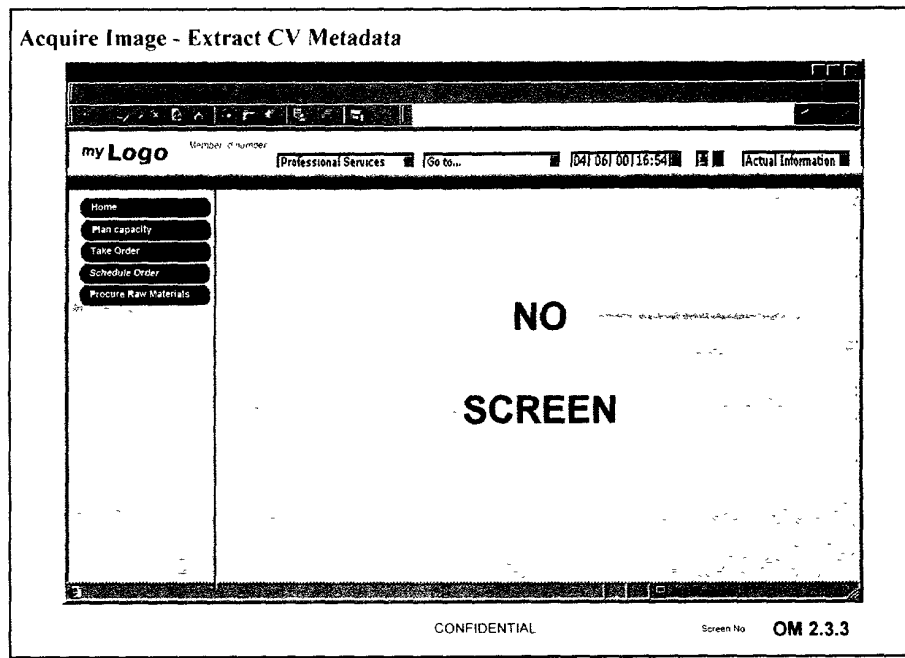 Acquire Image - Extract CV Metadata
my Logo
Member id number
Professional Services
Go to...
04 06 00 16:54
Actual Information
Home
Plan capacity
Take Order
Schedule Order
Procure Raw Materials
NO
SCREEN
CONFIDENTIAL
Screen No
OM 2.3.3